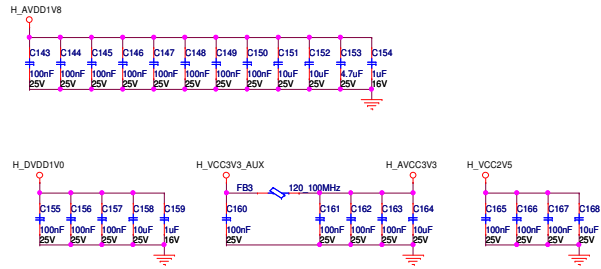 H_AVDD1V8
C143 C144 C145 C146 C147 C148 C149 C150 C151 C152 C153 C154
100nF 100nF 100nF 100nF 100nF 100nF 100nF 100nF 10uF 10uF 4.7uF 1uF
25V 25V 25V 25V 25V 25V 25V 25V 25V 25V 25V 16V
H_DVDD1V0 H_VCC3V3_AUX H_AVCC3V3 H_VCC2V5
FB3 120_100MHz
C155 C156 C157 C158 C159 C160 C161 C162 C163 C164 C165 C166 C167 C168
100nF 100nF 100nF 10uF 1uF 100nF 100nF 100nF 100nF 10uF 100nF 100nF 100nF 10uF
25V 25V 25V 25V 16V 25V 25V 25V 25V 25V 25V 25V 25V 25V